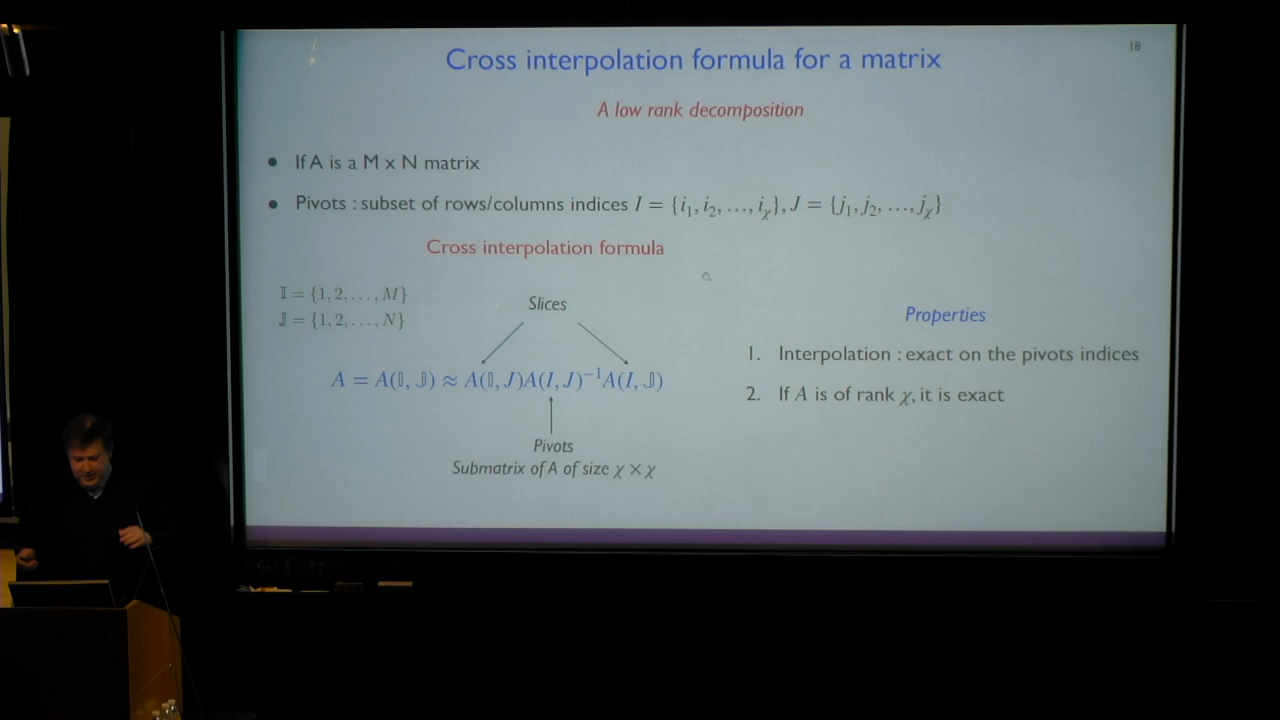 18
Cross interpolation formula for a matrix
A low rank decomposition
• If A is a M x N matrix
• Pivots : subset of rows/columns indices I = {i₁, i₂, …, i_χ}, J = {j₁, j₂, …, j_χ}
Cross interpolation formula
𝕀 = {1, 2, . . . , M}
𝕁 = {1, 2, . . . , N}
Slices
A = A(𝕀, 𝕁) ≈ A(𝕀, J)A(I, J)⁻¹A(I, 𝕁)
Pivots
Submatrix of A of size χ × χ
Properties
1. Interpolation : exact on the pivots indices
2. If A is of rank χ, it is exact